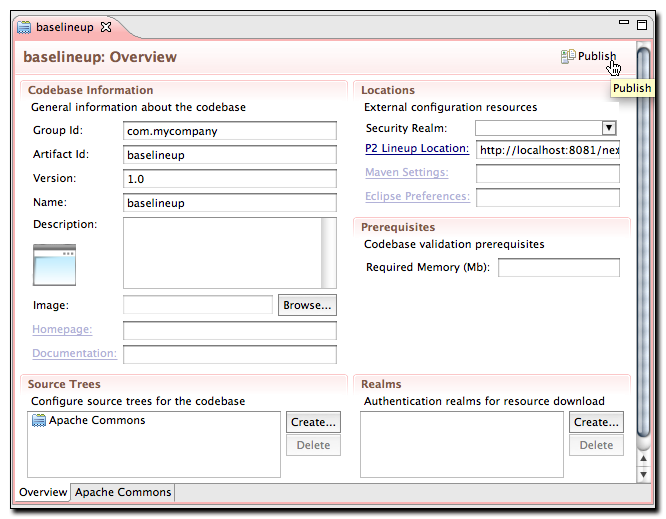 baselineup
baselineup: Overview
Publish
Publish
Codebase Information
General information about the codebase
Group Id:
com.mycompany
Artifact Id:
baselineup
Version:
1.0
Name:
baselineup
Description:
Image:
Browse...
Homepage:
Documentation:
Locations
External configuration resources
Security Realm:
P2 Lineup Location:
http://localhost:8081/nex
Maven Settings:
Eclipse Preferences:
Prerequisites
Codebase validation prerequisites
Required Memory (Mb):
Source Trees
Configure source trees for the codebase
Apache Commons
Create...
Delete
Realms
Authentication realms for resource download
Create...
Delete
Overview
Apache Commons